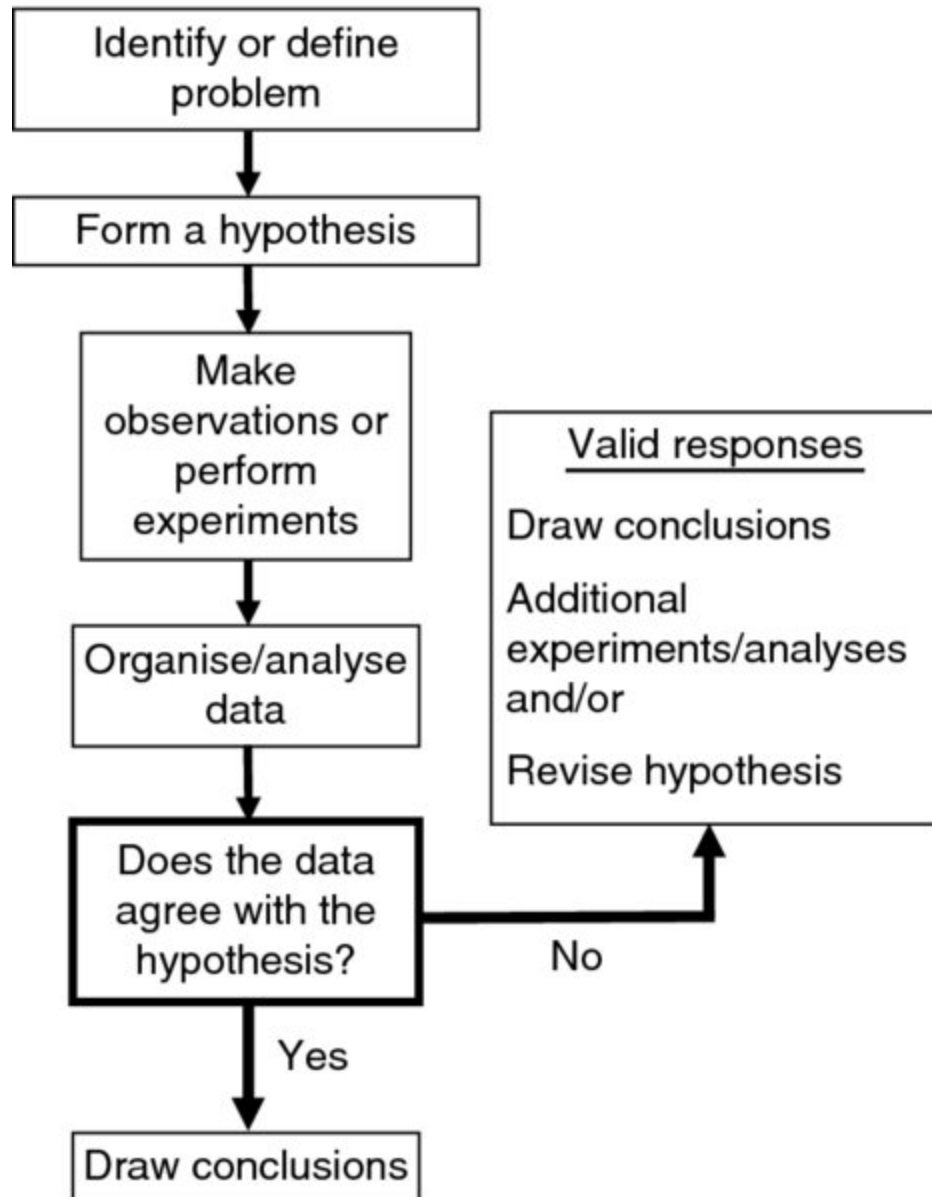 Identify or define
problem
Form a hypothesis
Make
observations or
perform
experiments
Organise/analyse
data
Does the data
agree with the
hypothesis?
No
Yes
Draw conclusions
Valid responses
Draw conclusions
Additional
experiments/analyses
and/or
Revise hypothesis